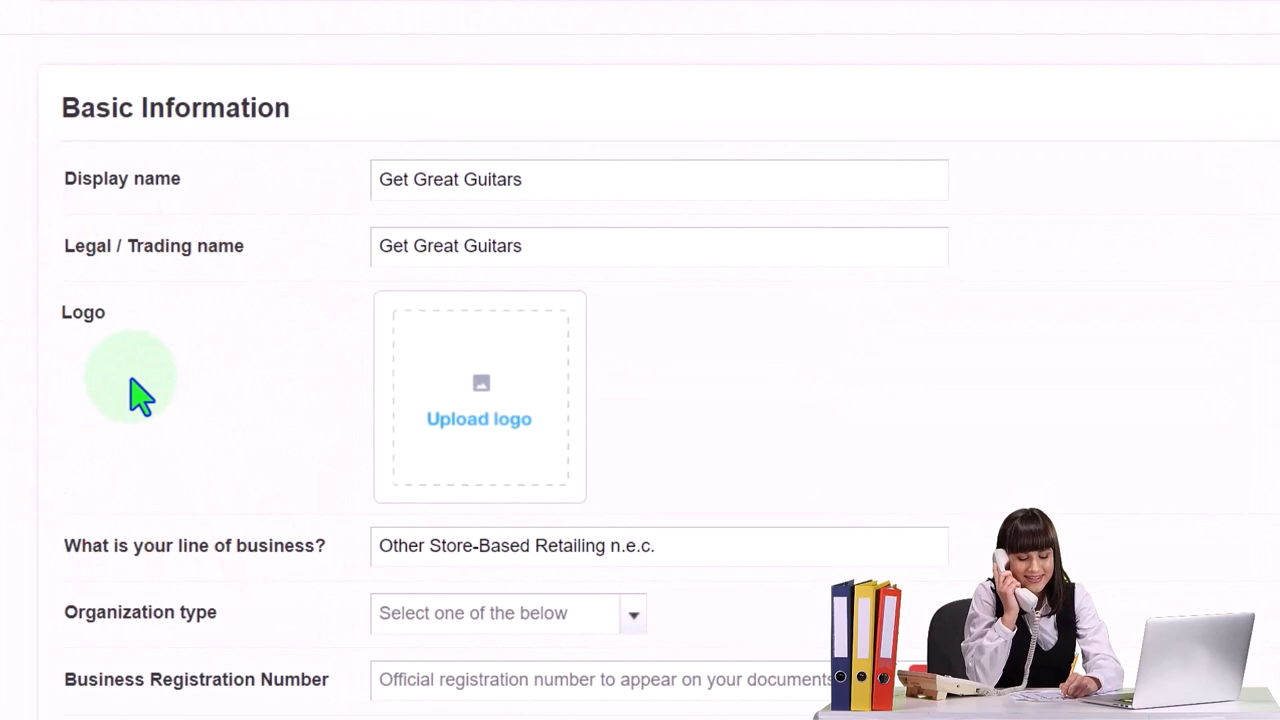 Basic Information
Display name
Get Great Guitars
Legal / Trading name
Get Great Guitars
Logo
Upload logo
What is your line of business?
Other Store-Based Retailing n.e.c.
Organization type
Select one of the below
Business Registration Number
Official registration number to appear on your documents